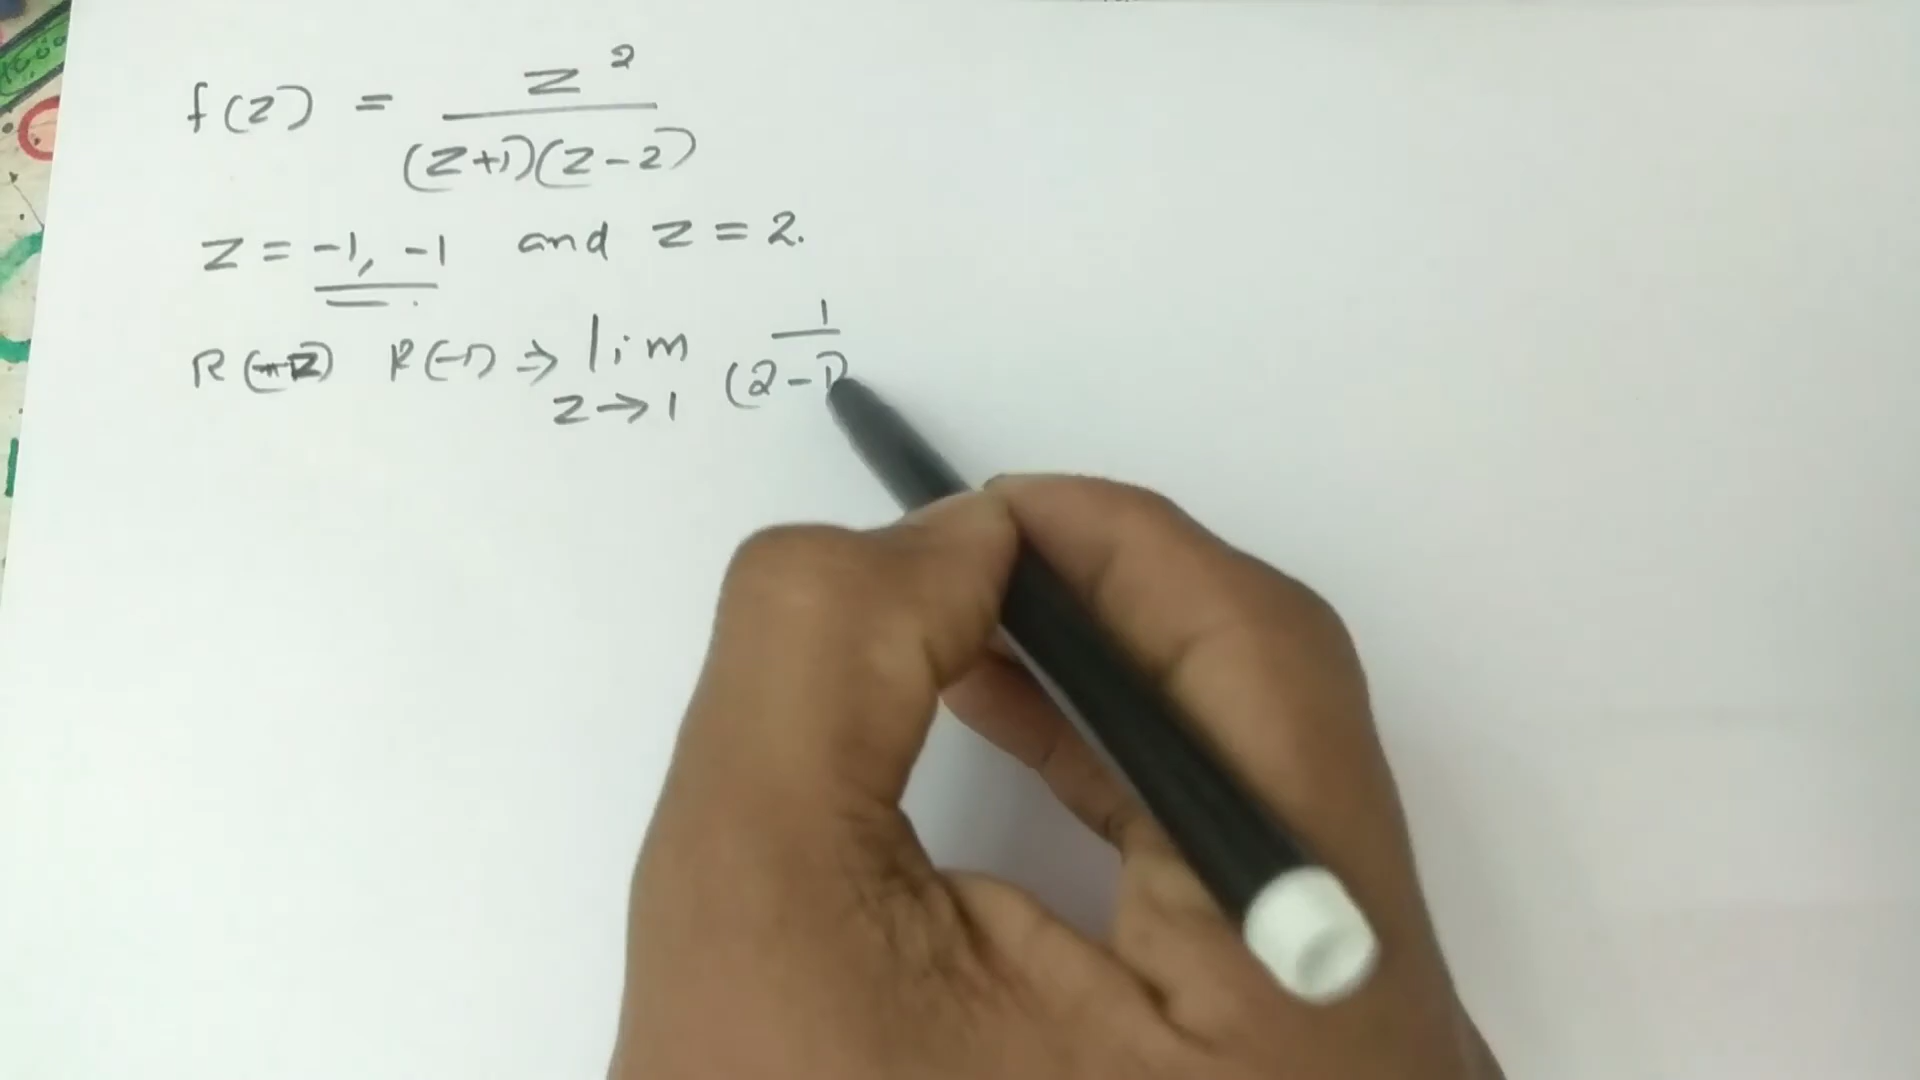 f(z) = z² / (z+1)(z-2)
z = -1, -1 and z = 2.
R( R(-1) ⇒ lim z→1 1/(2-1)